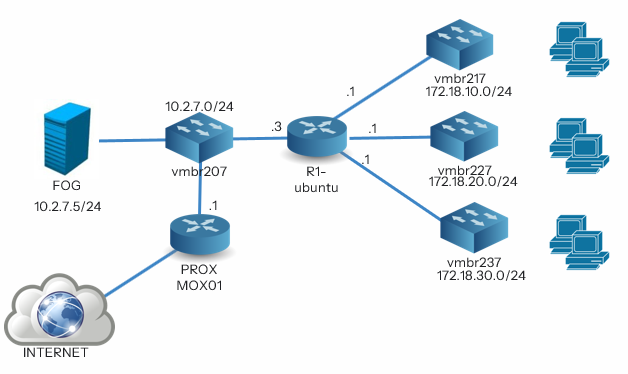 .1
vmbr217
172.18.10.0/24
10.2.7.0/24
.3
.1
vmbr227
172.18.20.0/24
.1
FOG
10.2.7.5/24
vmbr207
R1-
ubuntu
.1
PROX
MOX01
vmbr237
172.18.30.0/24
INTERNET